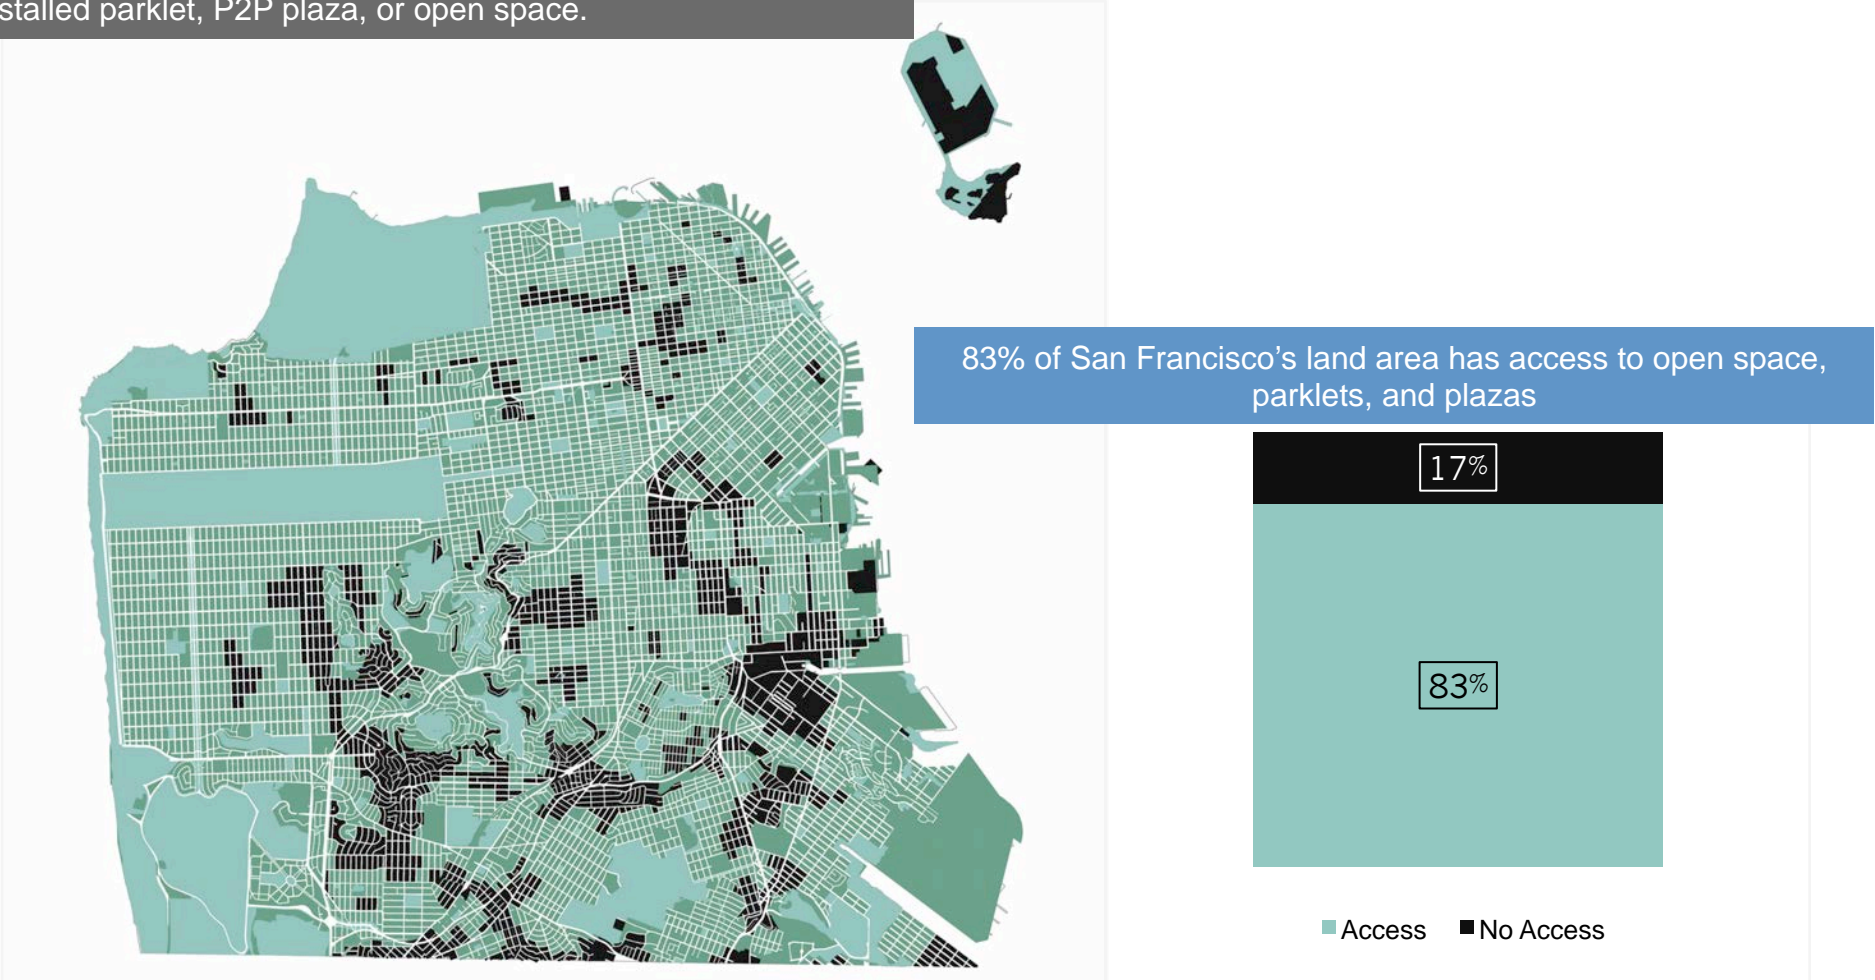 stalled parklet, P2P plaza, or open space.
83% of San Francisco’s land area has access to open space,
parklets, and plazas
17%
83%
Access No Access